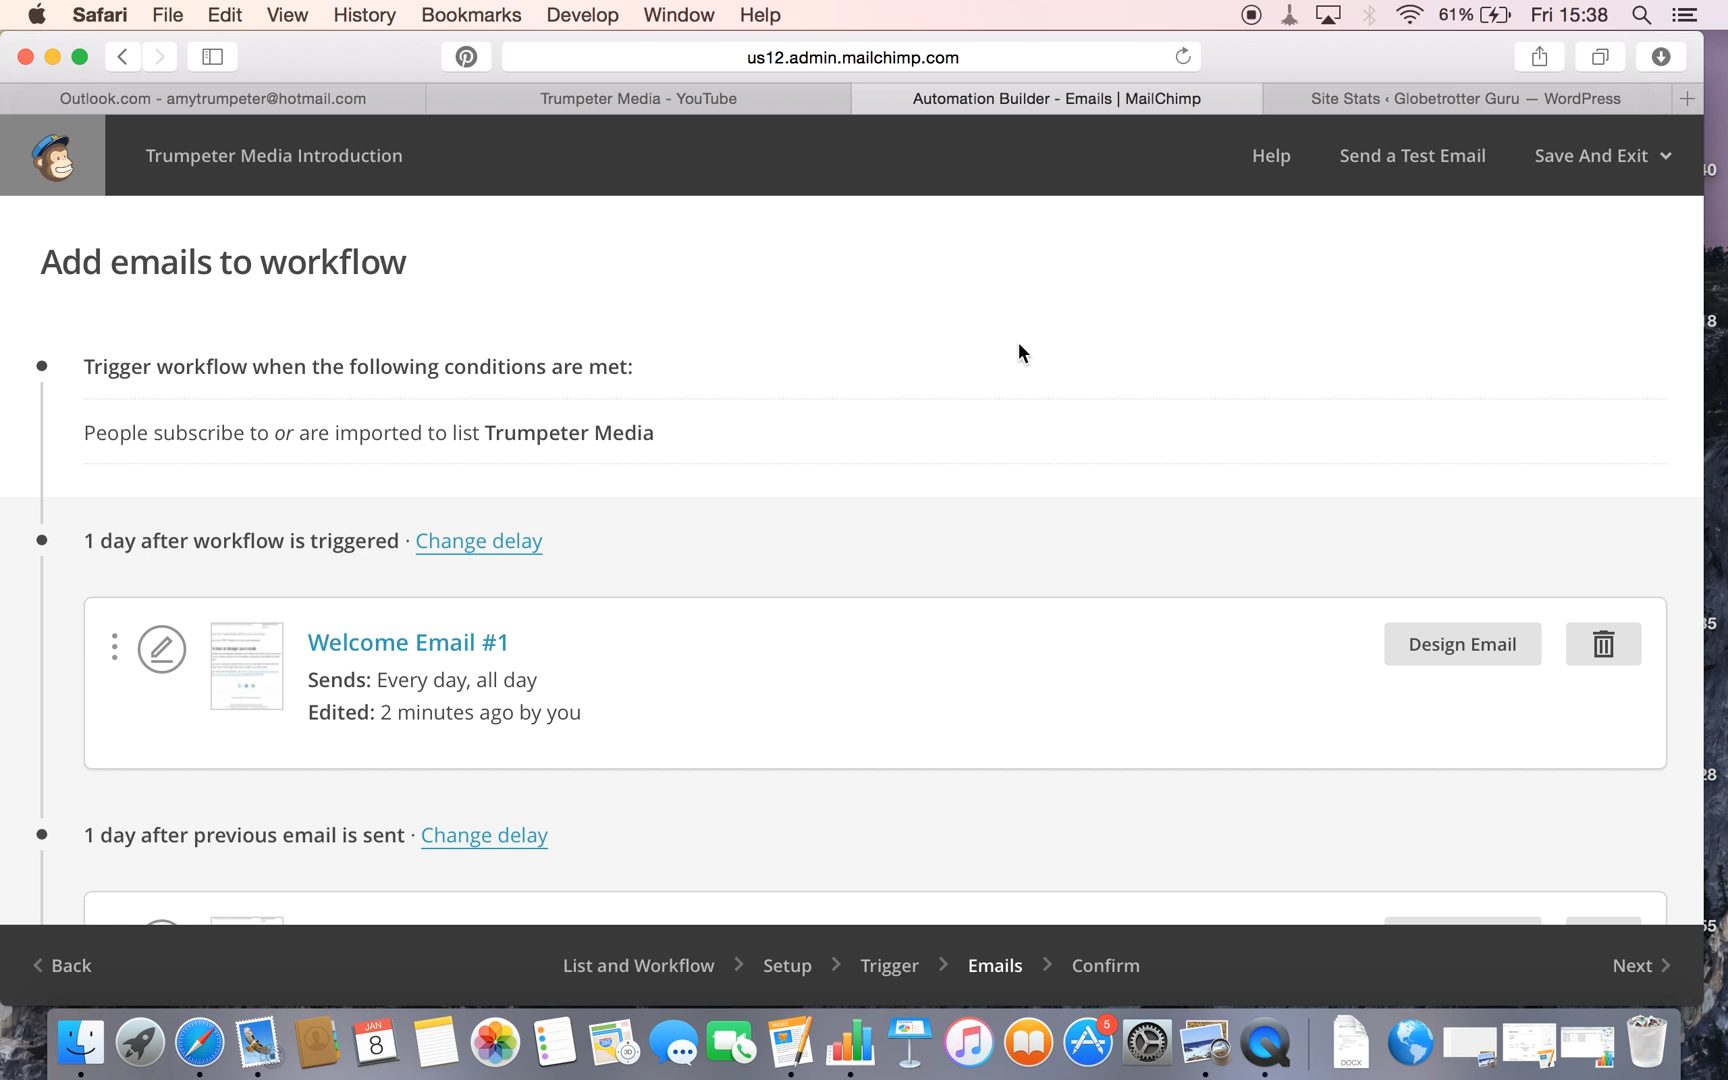 Safari File Edit View History Bookmarks Develop Window Help 61% Fri 15:38
us12.admin.mailchimp.com
Outlook.com - amytrumpeter@hotmail.com Trumpeter Media - YouTube Automation Builder - Emails | MailChimp Site Stats ‹ Globetrotter Guru — WordPress
Trumpeter Media Introduction Help Send a Test Email Save And Exit
Add emails to workflow
Trigger workflow when the following conditions are met:
People subscribe to or are imported to list Trumpeter Media
1 day after workflow is triggered · Change delay
Welcome Email #1 Design Email
Sends: Every day, all day
Edited: 2 minutes ago by you
1 day after previous email is sent · Change delay
Back List and Workflow Setup Trigger Emails Confirm Next
JAN
8
3D
5
DOCX